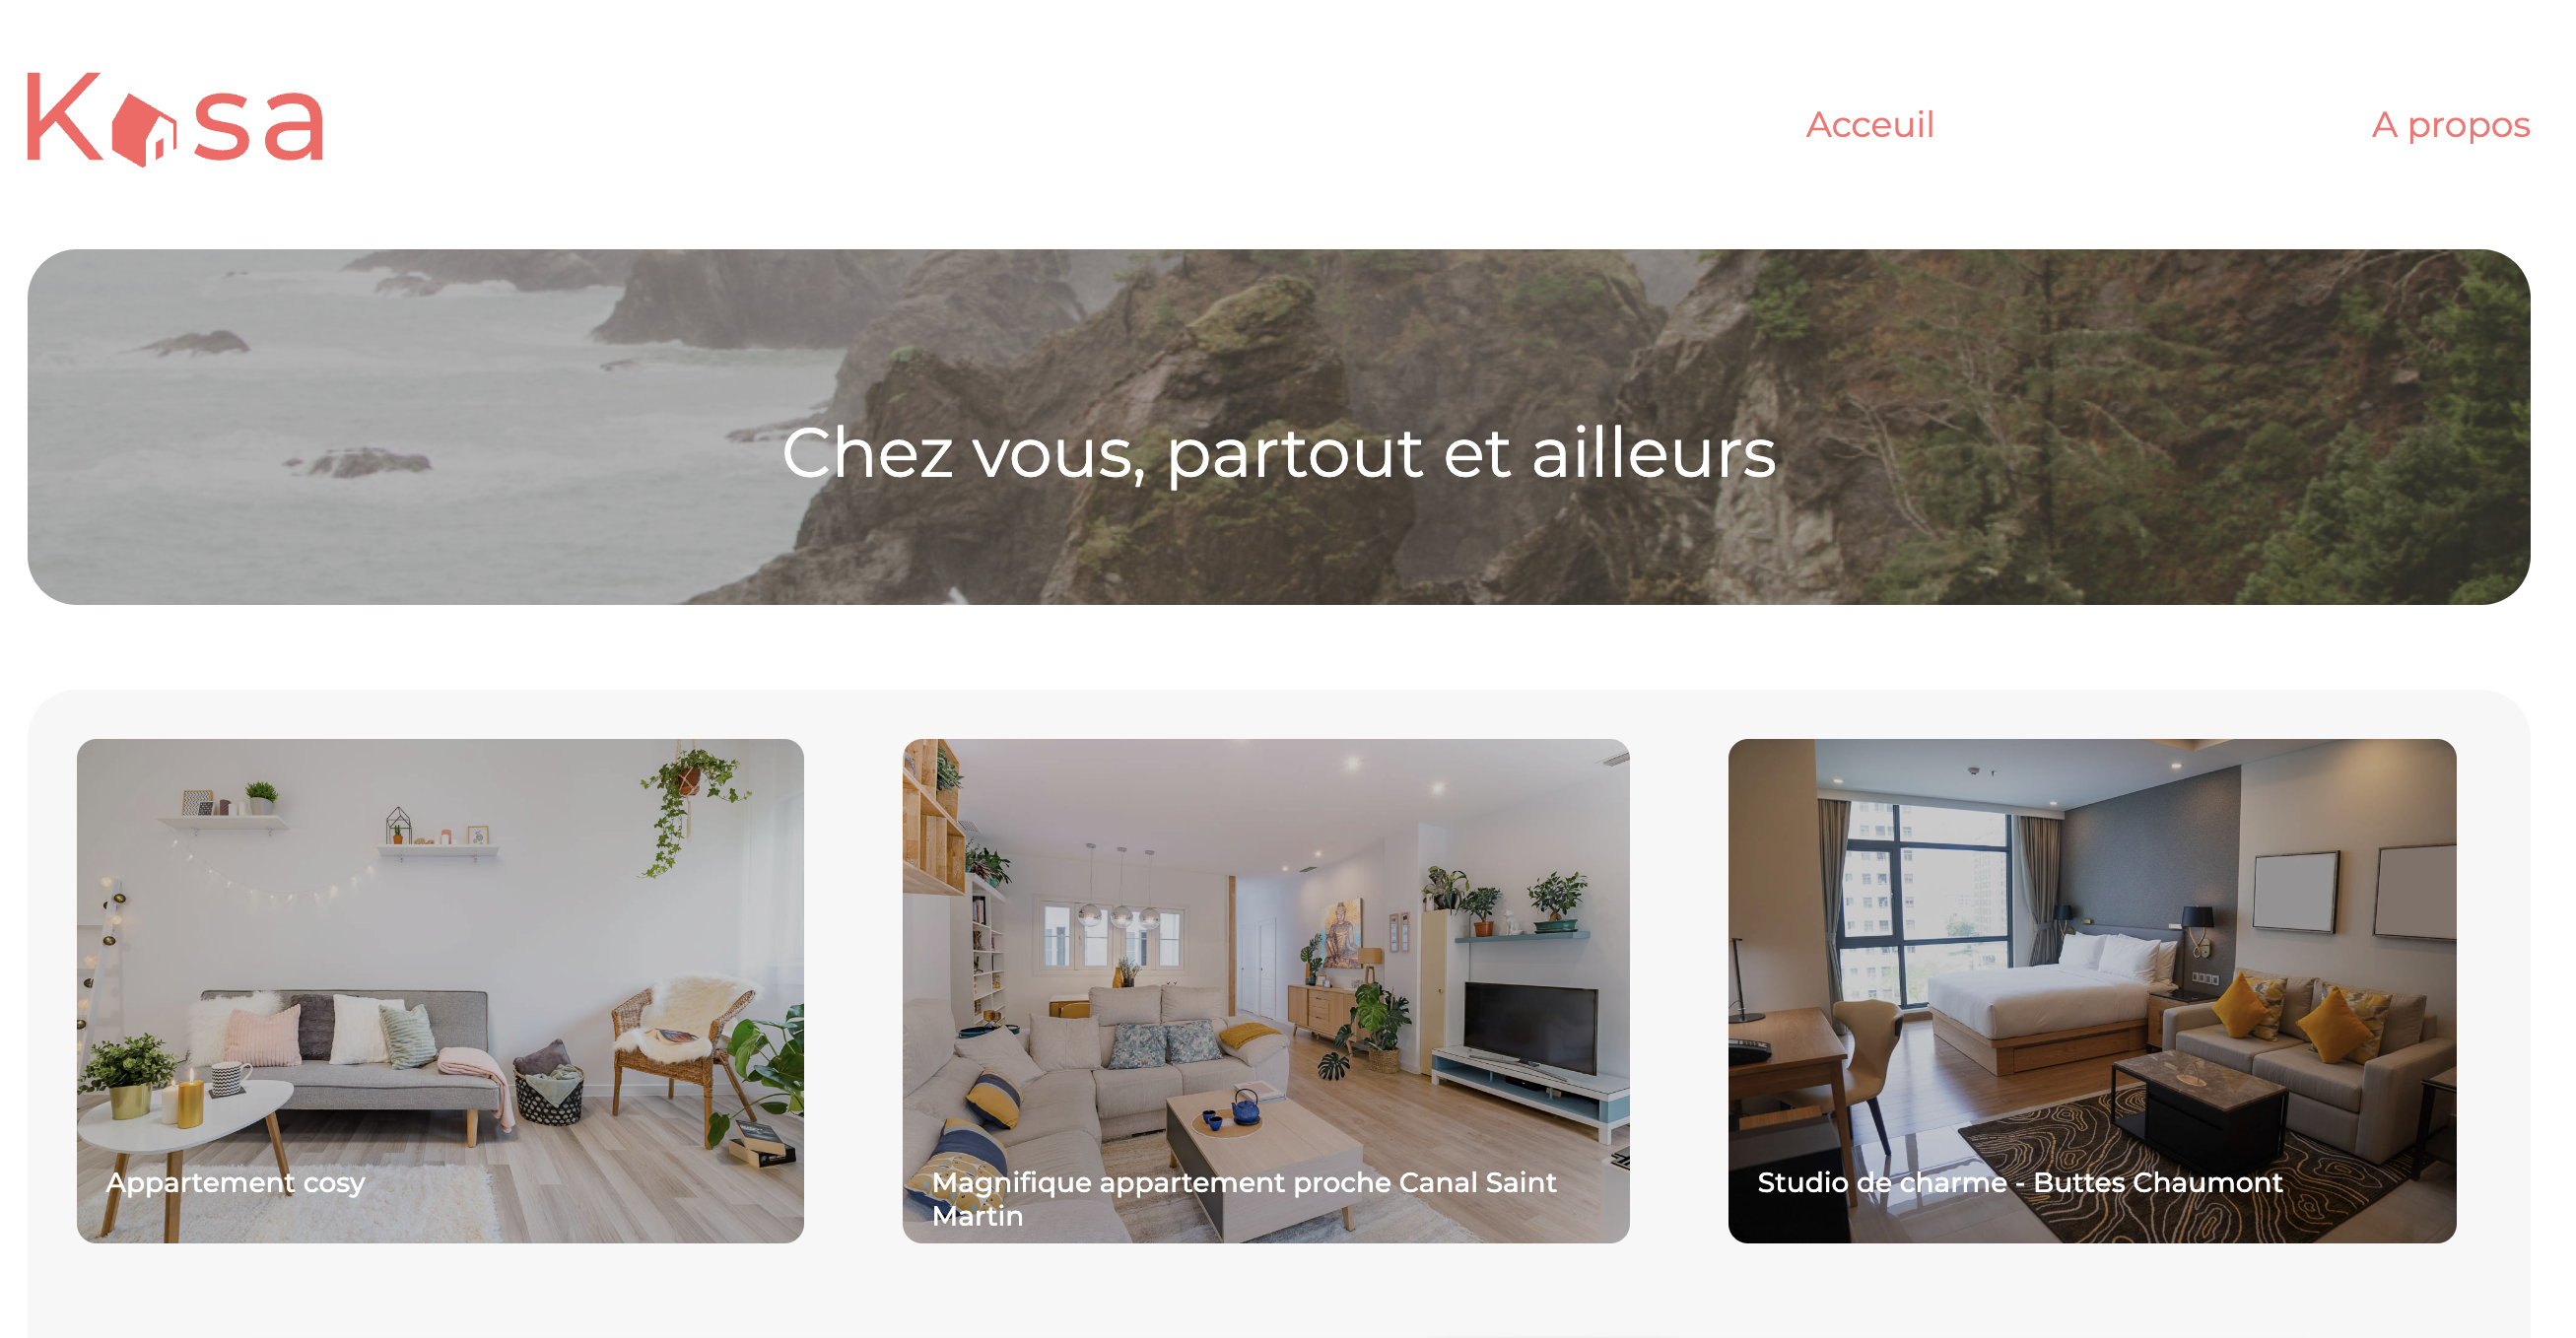 Kasa
Acceuil
A propos
Chez vous, partout et ailleurs
Appartement cosy
Magnifique appartement proche Canal Saint
Martin
Studio de charme - Buttes Chaumont